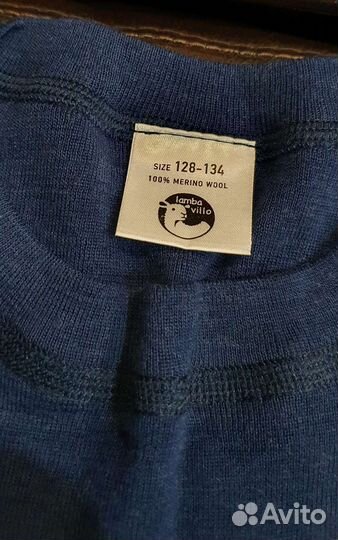 SIZE 128-134
100% MERINO WOOL
lamba
villo
Avito